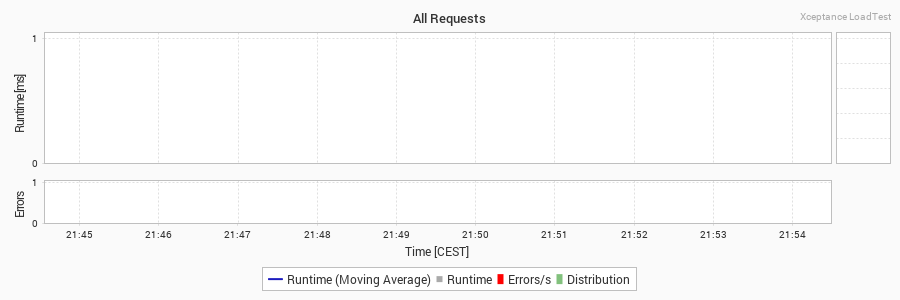 All Requests
Xceptance LoadTest
Runtime [ms]
1
0
Errors
1
0
21:45 21:46 21:47 21:48 21:49 21:50 21:51 21:52 21:53 21:54
Time [CEST]
Runtime (Moving Average) Runtime Errors/s Distribution